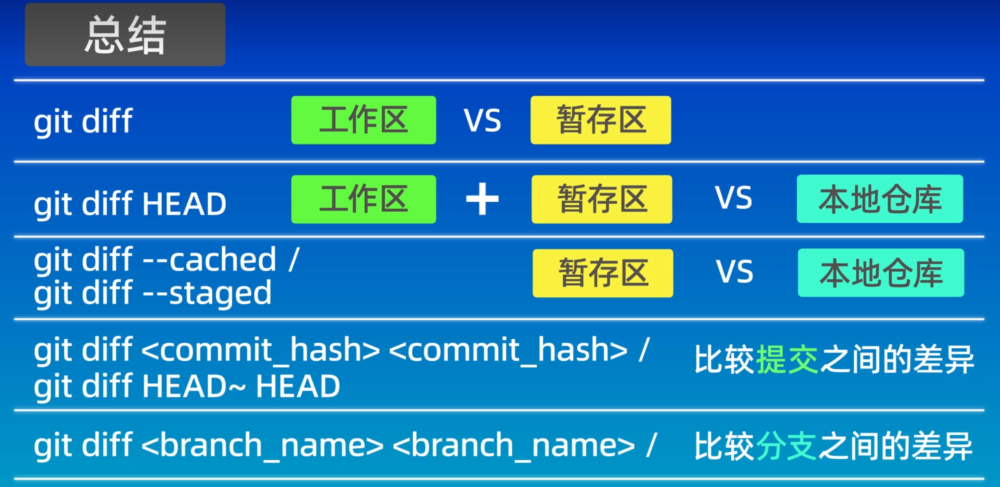 总结
git diff 工作区 VS 暂存区
git diff HEAD 工作区 + 暂存区 VS 本地仓库
git diff --cached / 暂存区 VS 本地仓库
git diff --staged
git diff <commit_hash> <commit_hash> / 比较提交之间的差异
git diff HEAD~ HEAD
git diff <branch_name> <branch_name> / 比较分支之间的差异